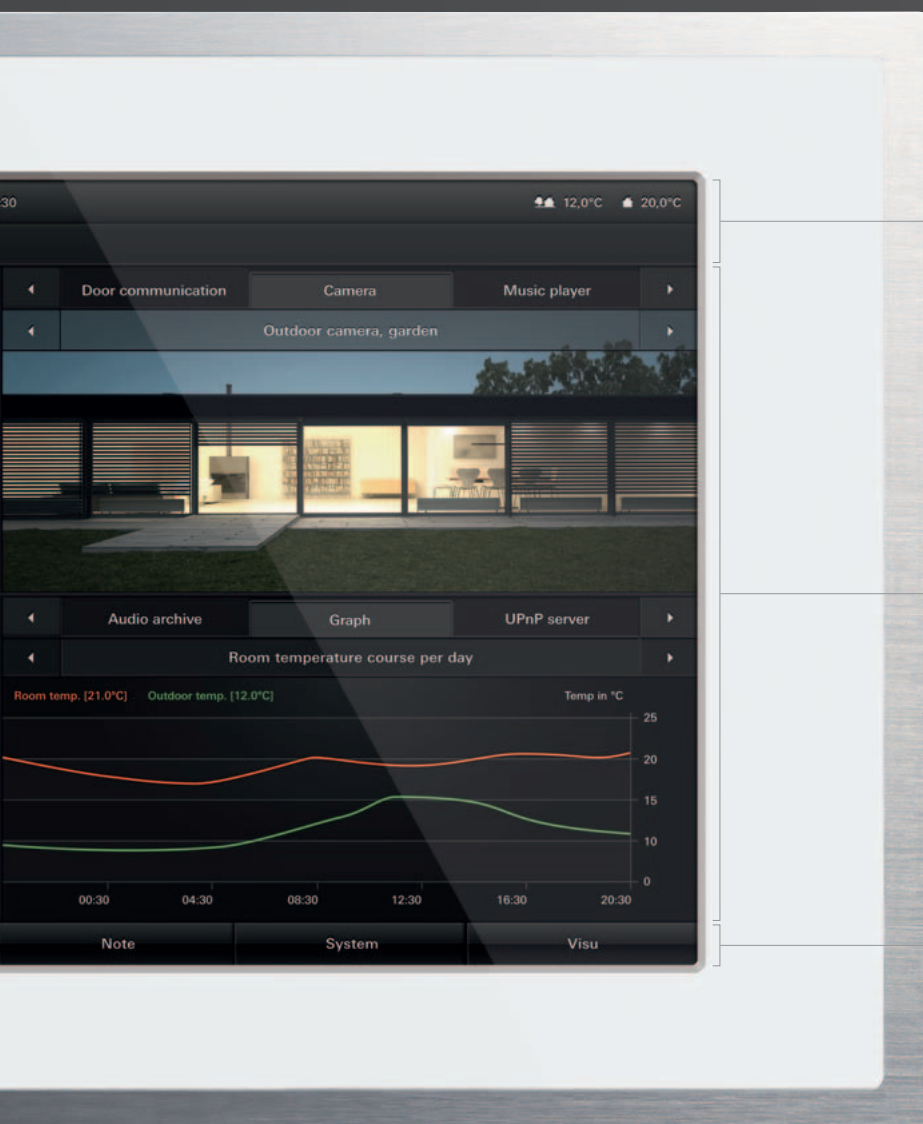 :30 12,0°C 20,0°C
Door communication Camera Music player
Outdoor camera, garden
Audio archive Graph UPnP server
Room temperature course per day
Room temp. [21.0°C] Outdoor temp. [12.0°C] Temp in °C
25
20
15
10
0
00:30 04:30 08:30 12:30 16:30 20:30
Note System Visu